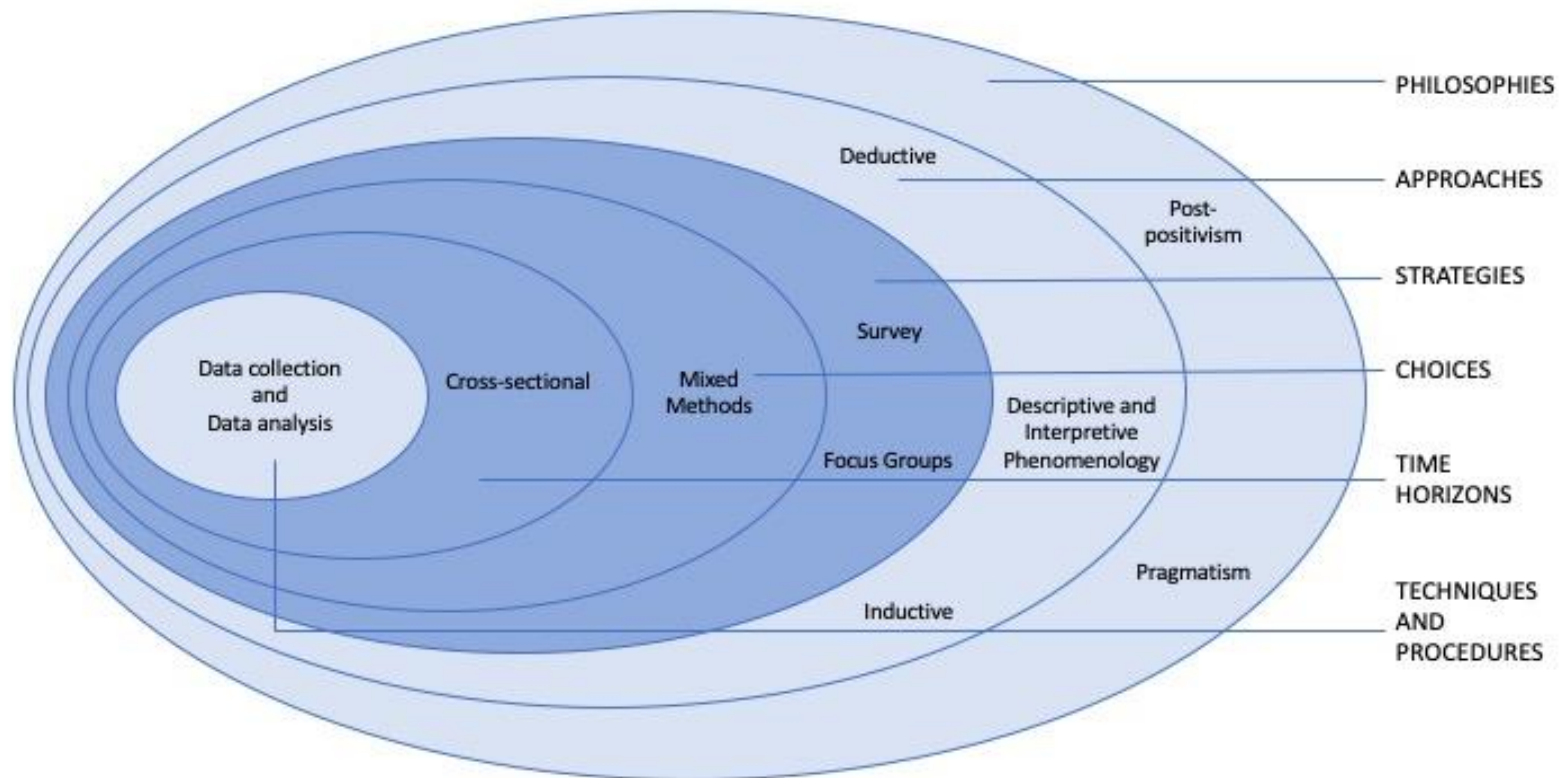 PHILOSOPHIES
Deductive
APPROACHES
Post-
positivism
STRATEGIES
Survey
CHOICES
Data collection
and
Data analysis
Cross-sectional
Mixed
Methods
Descriptive and
Interpretive
Phenomenology
Focus Groups
TIME
HORIZONS
Pragmatism
Inductive
TECHNIQUES
AND
PROCEDURES